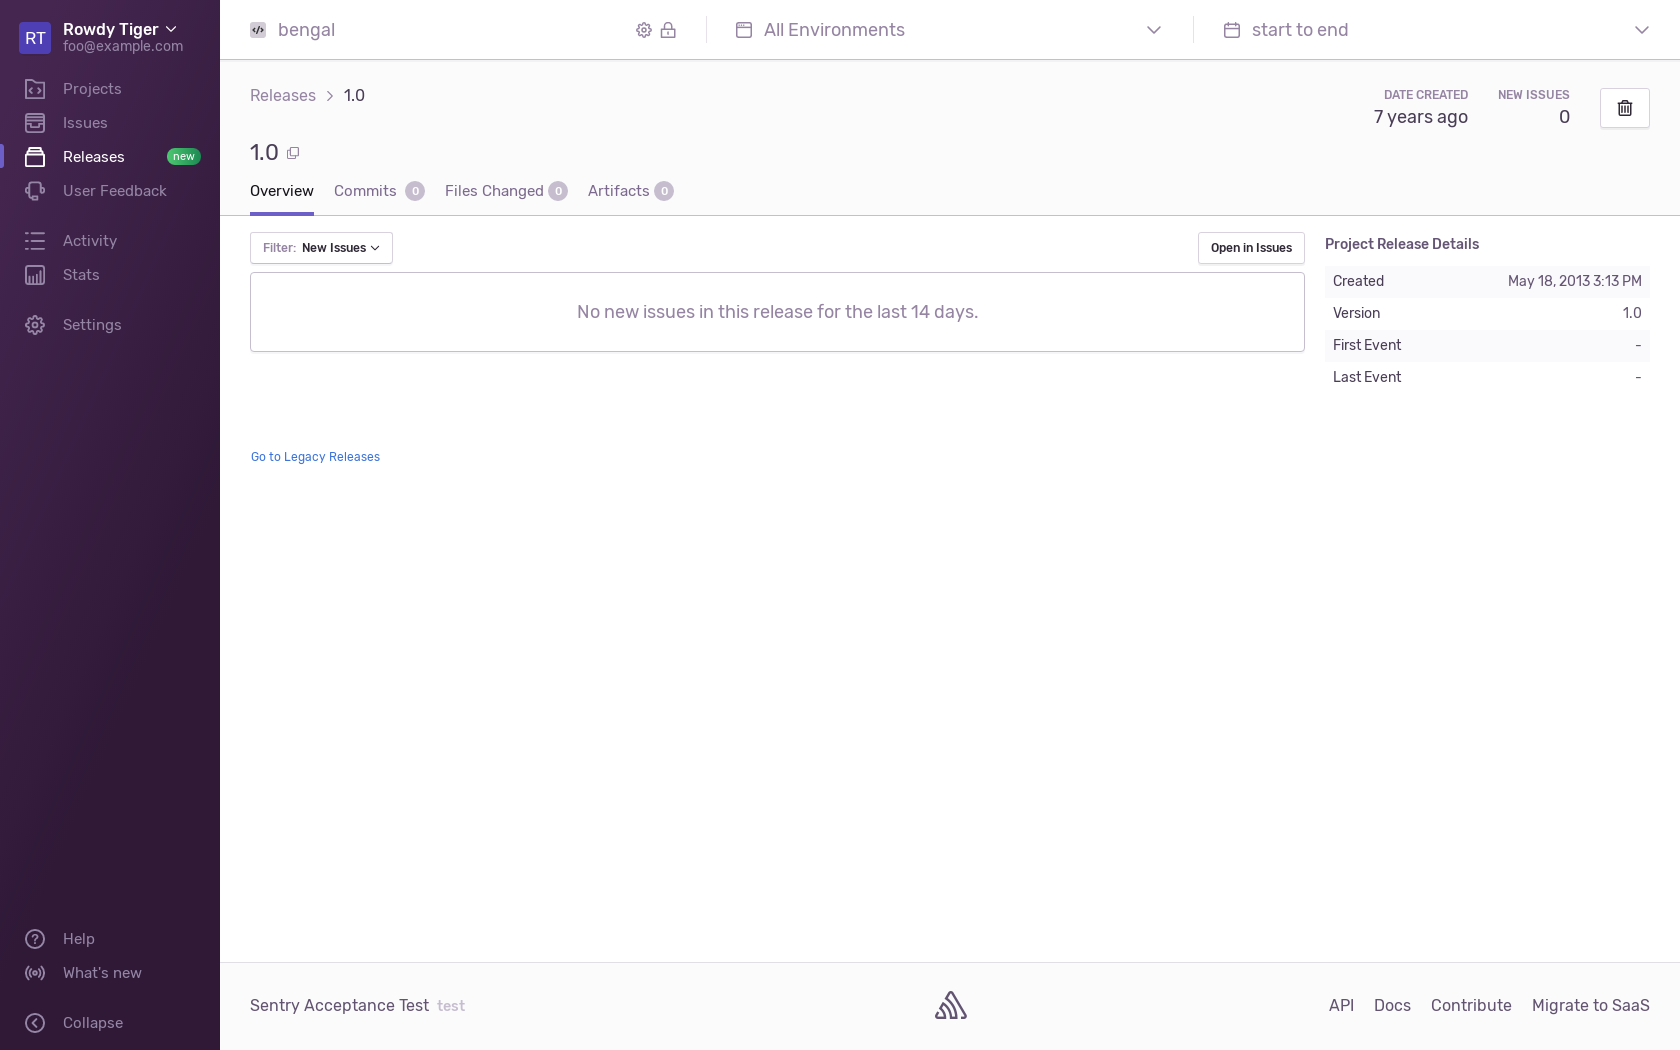 RT
Rowdy Tiger
foo@example.com
Projects
Issues
Releases new
User Feedback
Activity
Stats
Settings
Help
What's new
Collapse
bengal
All Environments
start to end
Releases > 1.0
DATE CREATED
7 years ago
NEW ISSUES
0
1.0
Overview
Commits 0
Files Changed 0
Artifacts 0
Filter: New Issues
Open in Issues
No new issues in this release for the last 14 days.
Go to Legacy Releases
Project Release Details
Created May 18, 2013 3:13 PM
Version 1.0
First Event -
Last Event -
Sentry Acceptance Test test
API
Docs
Contribute
Migrate to SaaS